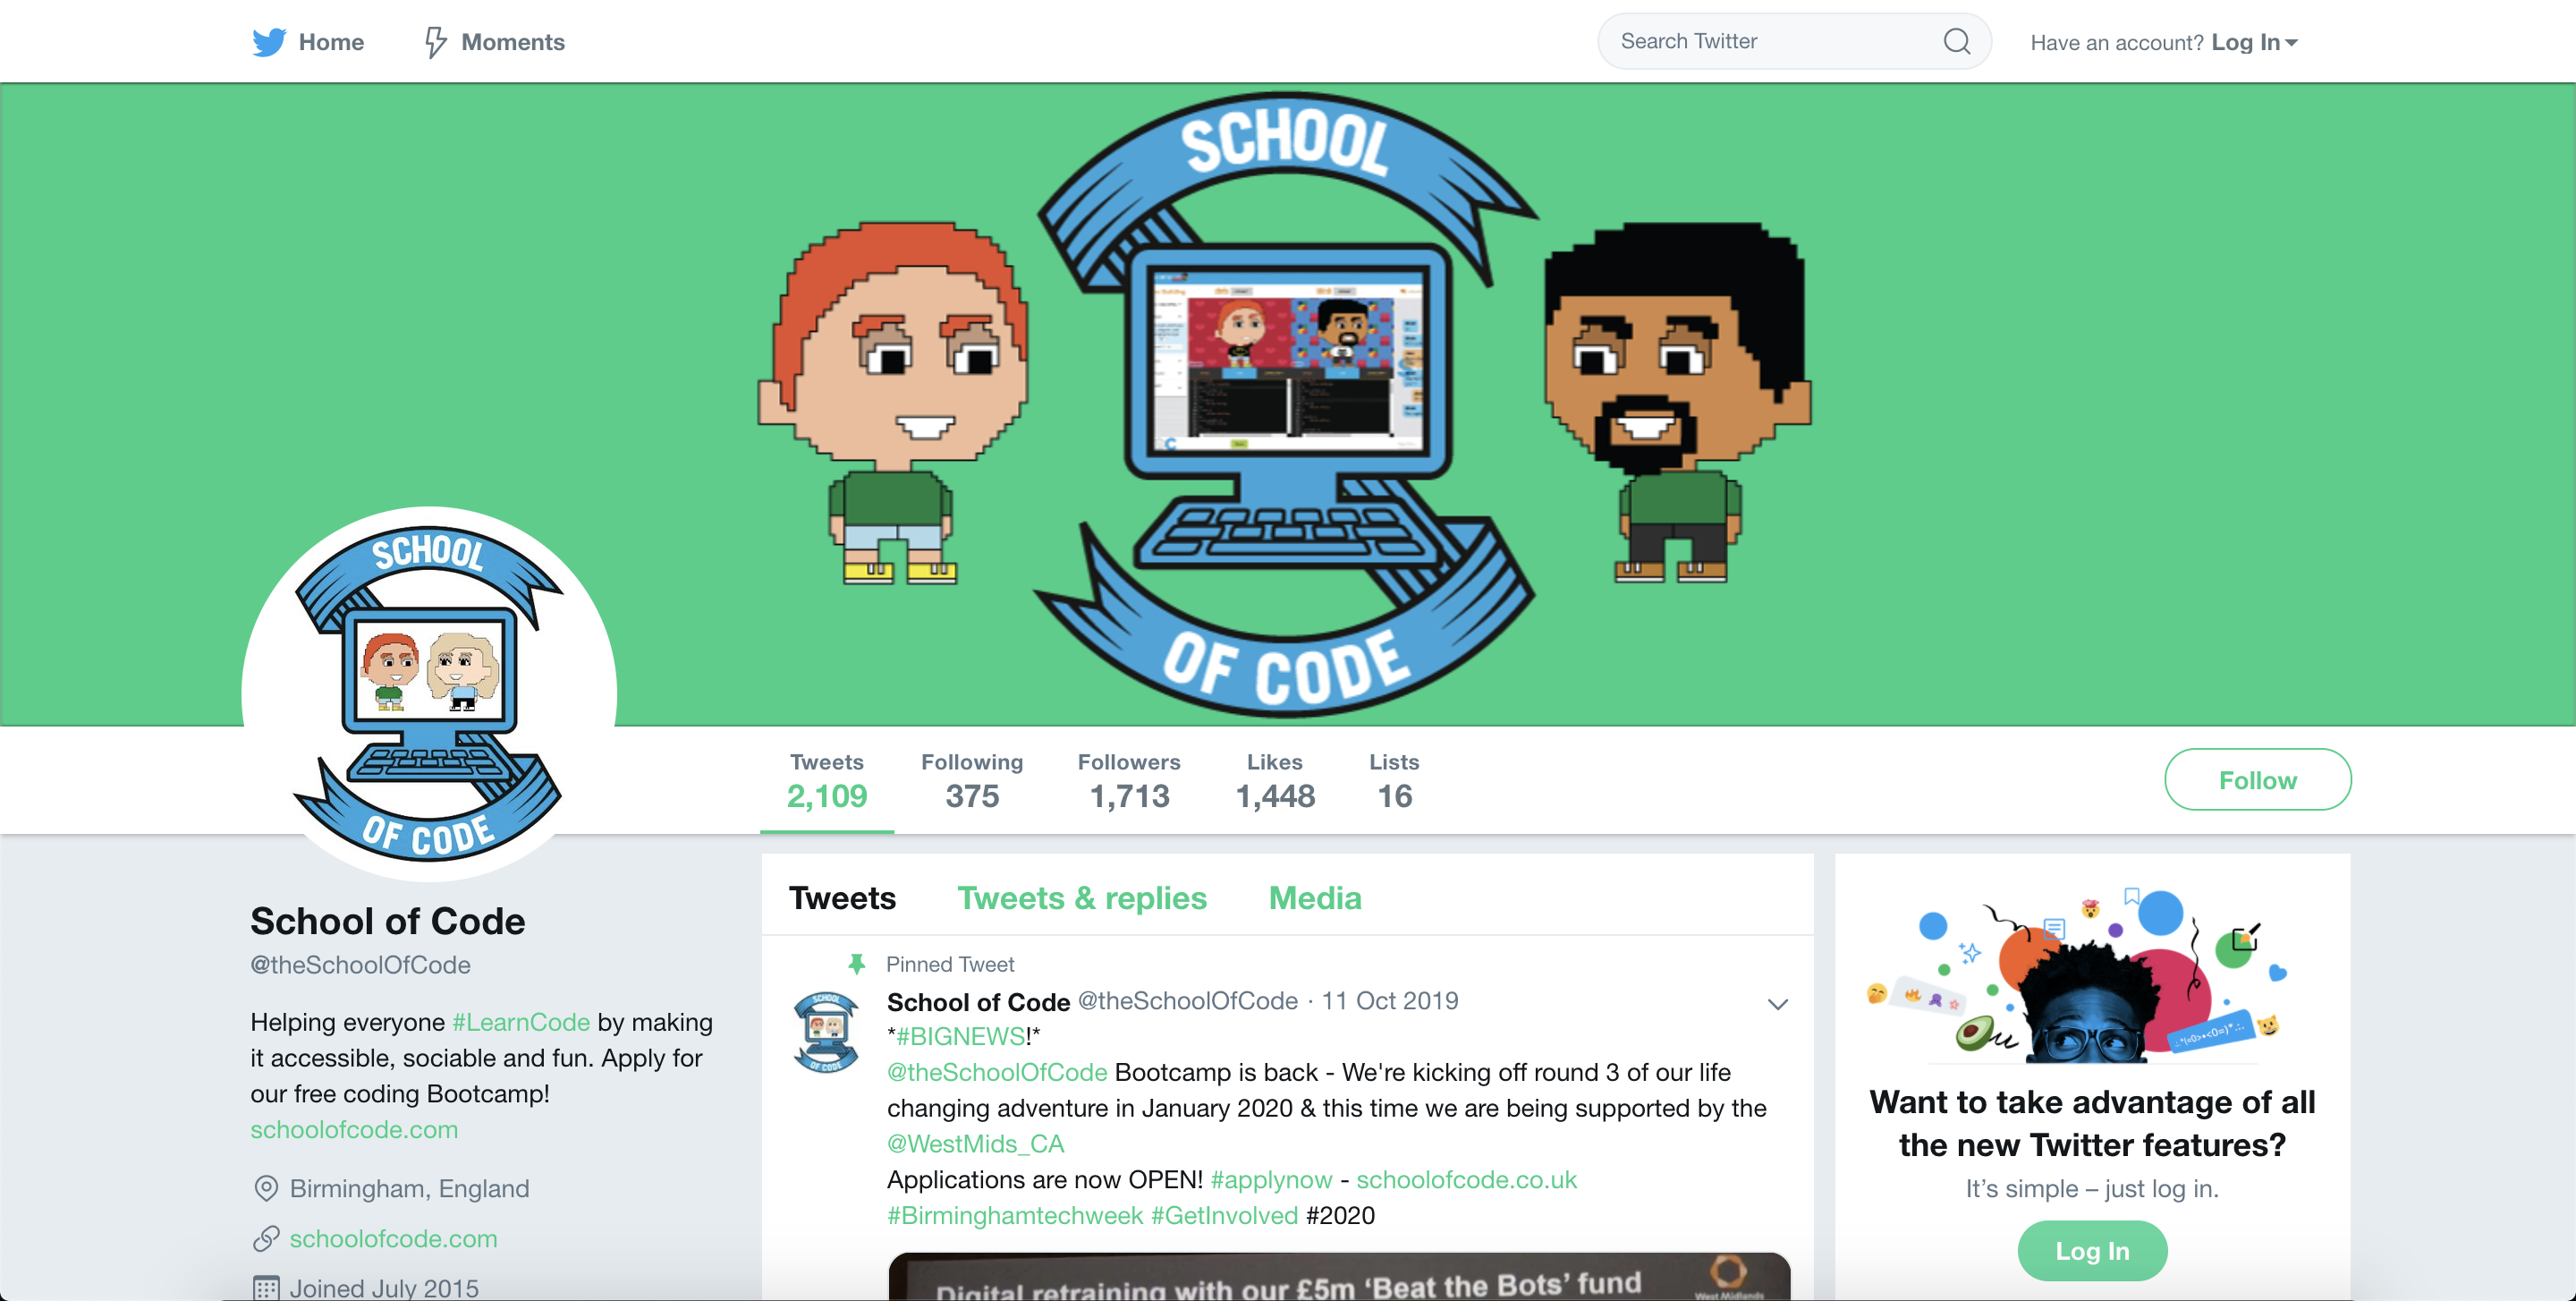 Home
Moments
Search Twitter
Have an account? Log In
SCHOOL
OF CODE
SCHOOL
OF CODE
Tweets
2,109
Following
375
Followers
1,713
Likes
1,448
Lists
16
Follow
School of Code
@theSchoolOfCode
Helping everyone #LearnCode by making
it accessible, sociable and fun. Apply for
our free coding Bootcamp!
schoolofcode.com
Birmingham, England
schoolofcode.com
Joined July 2015
Tweets
Tweets & replies
Media
Pinned Tweet
SCHOOL
OF CODE
School of Code @theSchoolOfCode · 11 Oct 2019
*#BIGNEWS!*
@theSchoolOfCode Bootcamp is back - We're kicking off round 3 of our life
changing adventure in January 2020 & this time we are being supported by the
@WestMids_CA
Applications are now OPEN! #applynow - schoolofcode.co.uk
#Birminghamtechweek #GetInvolved #2020
Digital retraining with our £5m ‘Beat the Bots’ fund
West Midlands
Want to take advantage of all
the new Twitter features?
It’s simple – just log in.
Log In